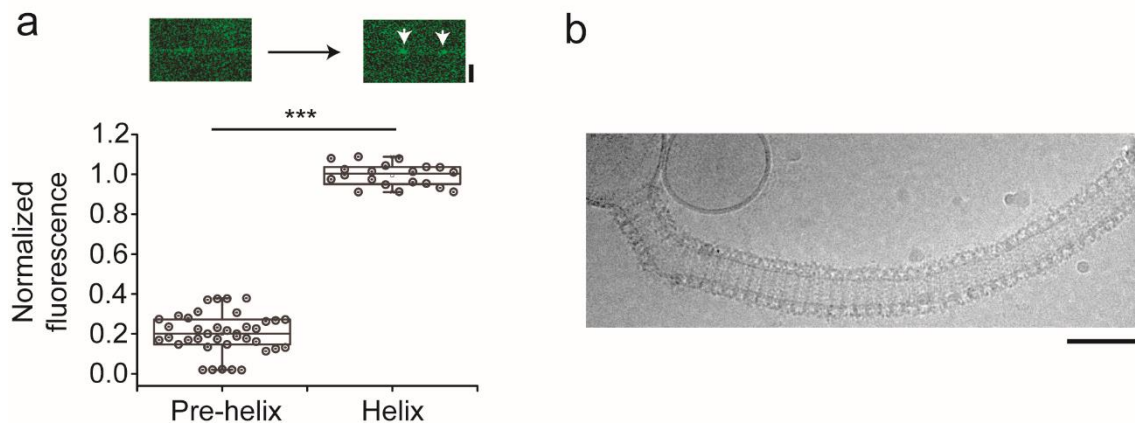 a
b
***
1.2
1.0
0.8
0.6
0.4
0.2
0.0
Normalized
fluorescence
Pre-helix
Helix